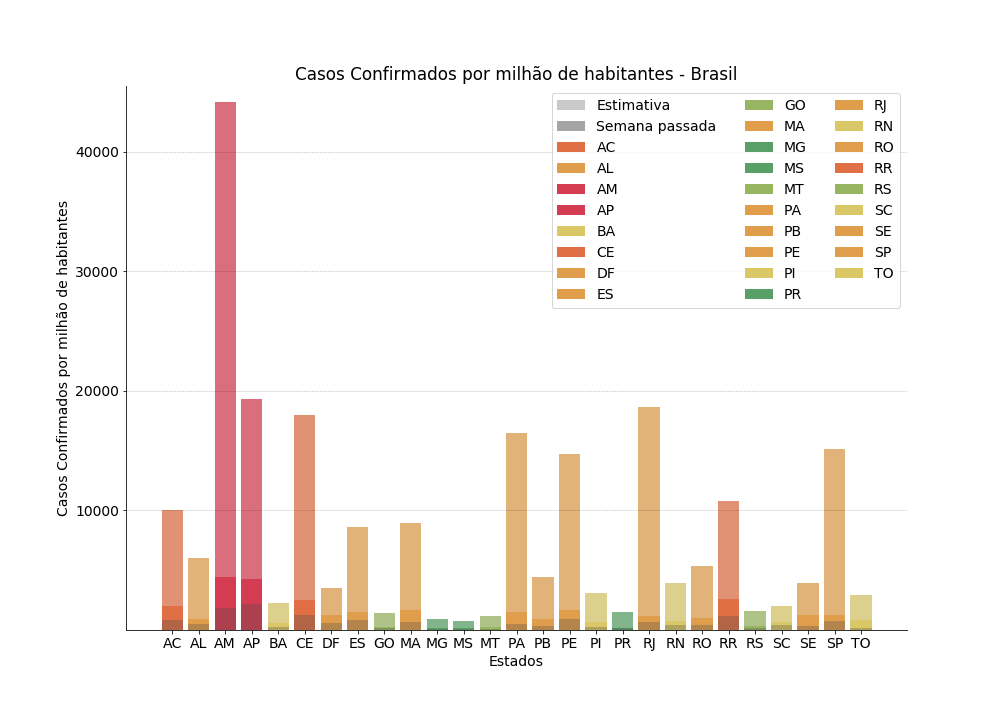 Casos Confirmados por milhão de habitantes - Brasil
Casos Confirmados por milhão de habitantes
40000
30000
20000
10000
Estimativa
Semana passada
AC
AL
AM
AP
BA
CE
DF
ES
GO
MA
MG
MS
MT
PA
PB
PE
PI
PR
RJ
RN
RO
RR
RS
SC
SE
SP
TO
AC AL AM AP BA CE DF ES GO MA MG MS MT PA PB PE PI PR RJ RN RO RR RS SC SE SP TO
Estados